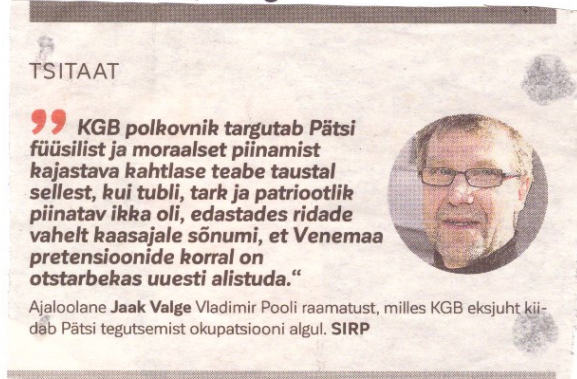 TSITAAT
” KGB polkovnik targutab Pätsi
füüsilist ja moraalset piinamist
kajastava kahtlase teabe taustal
sellest, kui tubli, tark ja patriootlik
piinatav ikka oli, edastades ridade
vahelt kaasajale sõnumi, et Venemaa
pretensioonide korral on
otstarbekas uuesti alistuda.“
Ajaloolane Jaak Valge Vladimir Pooli raamatust, milles KGB eksjuht kii-
dab Pätsi tegutsemist okupatsiooni algul. SIRP